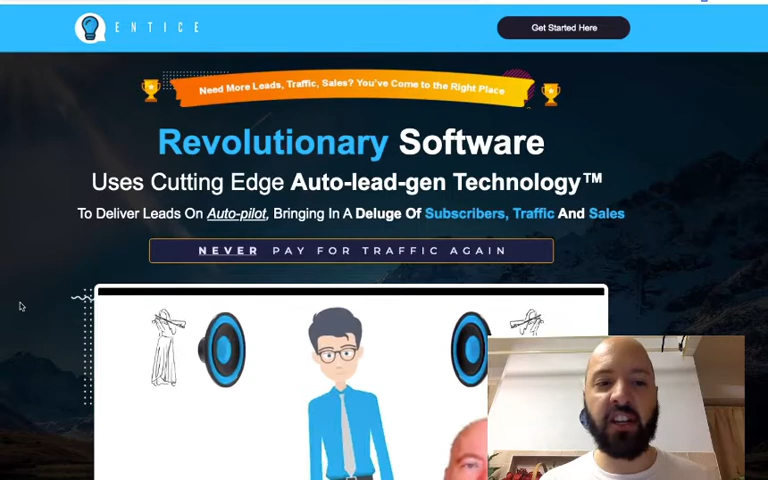 ENTICE
Get Started Here
Need More Leads, Traffic, Sales? You've Come to the Right Place
Revolutionary Software
Uses Cutting Edge Auto-lead-gen Technology™
To Deliver Leads On Auto-pilot, Bringing In A Deluge Of Subscribers, Traffic And Sales
NEVER PAY FOR TRAFFIC AGAIN